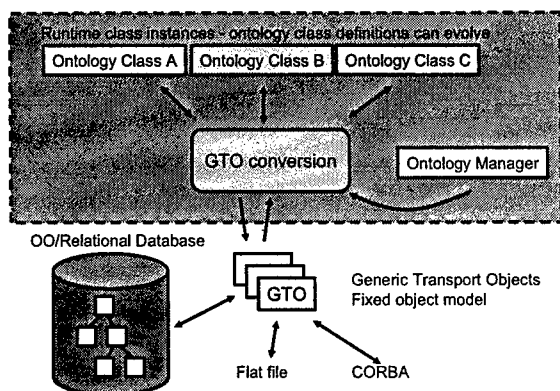 Runtime class instances - ontology class definitions can evolve
Ontology Class A
Ontology Class B
Ontology Class C
GTO conversion
Ontology Manager
OO/Relational Database
GTO
Generic Transport Objects
Fixed object model
Flat file
CORBA